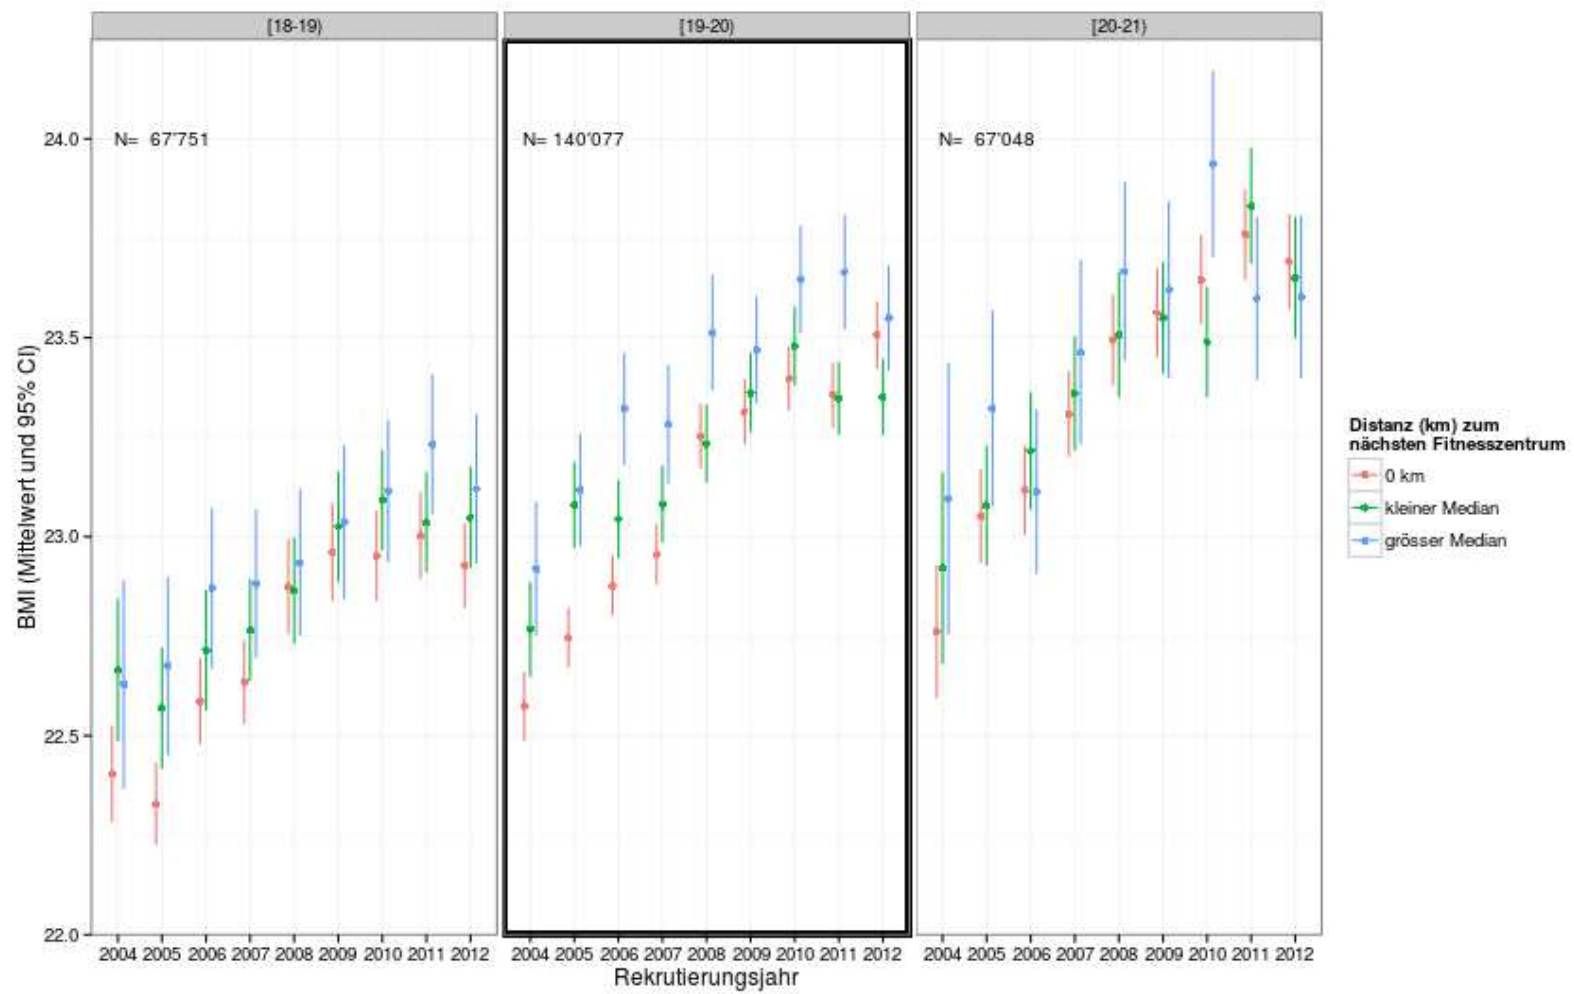 [18-19)
[19-20)
[20-21)
N= 67'751
N= 140'077
N= 67'048
24.0
23.5
23.0
22.5
22.0
BMI (Mittelwert und 95% CI)
2004 2005 2006 2007 2008 2009 2010 2011 2012
2004 2005 2006 2007 2008 2009 2010 2011 2012
2004 2005 2006 2007 2008 2009 2010 2011 2012
Rekrutierungsjahr
Distanz (km) zum
nächsten Fitnesszentrum
0 km
kleiner Median
grösser Median